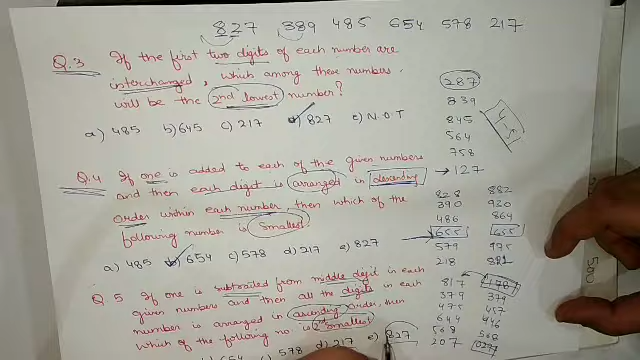 827 389 485 654 578 217
Q.3 If the first two digits of each number are
interchanged, which among these numbers
will be the 2nd lowest number?
a) 485 b) 645 c) 217 d) 827 e) N.O.T
287
839
845
564
758
127
Q.4 If one is added to each of the given numbers
and then each digit is arranged in descending
order within each number, then which of the
following number is Smallest?
a) 485 b) 654 c) 578 d) 217 e) 827
828 882
390 930
486 864
655 655
579 975
218 821
Q.5 If one is subtracted from middle digit in each
given numbers and then all the digits in each
number is arranged in ascending order, then
which of the following no. is 2nd smallest?
654 c) 578 d) 217 e) 827
817 178
379 379
475 457
644 446
568 568
207 027